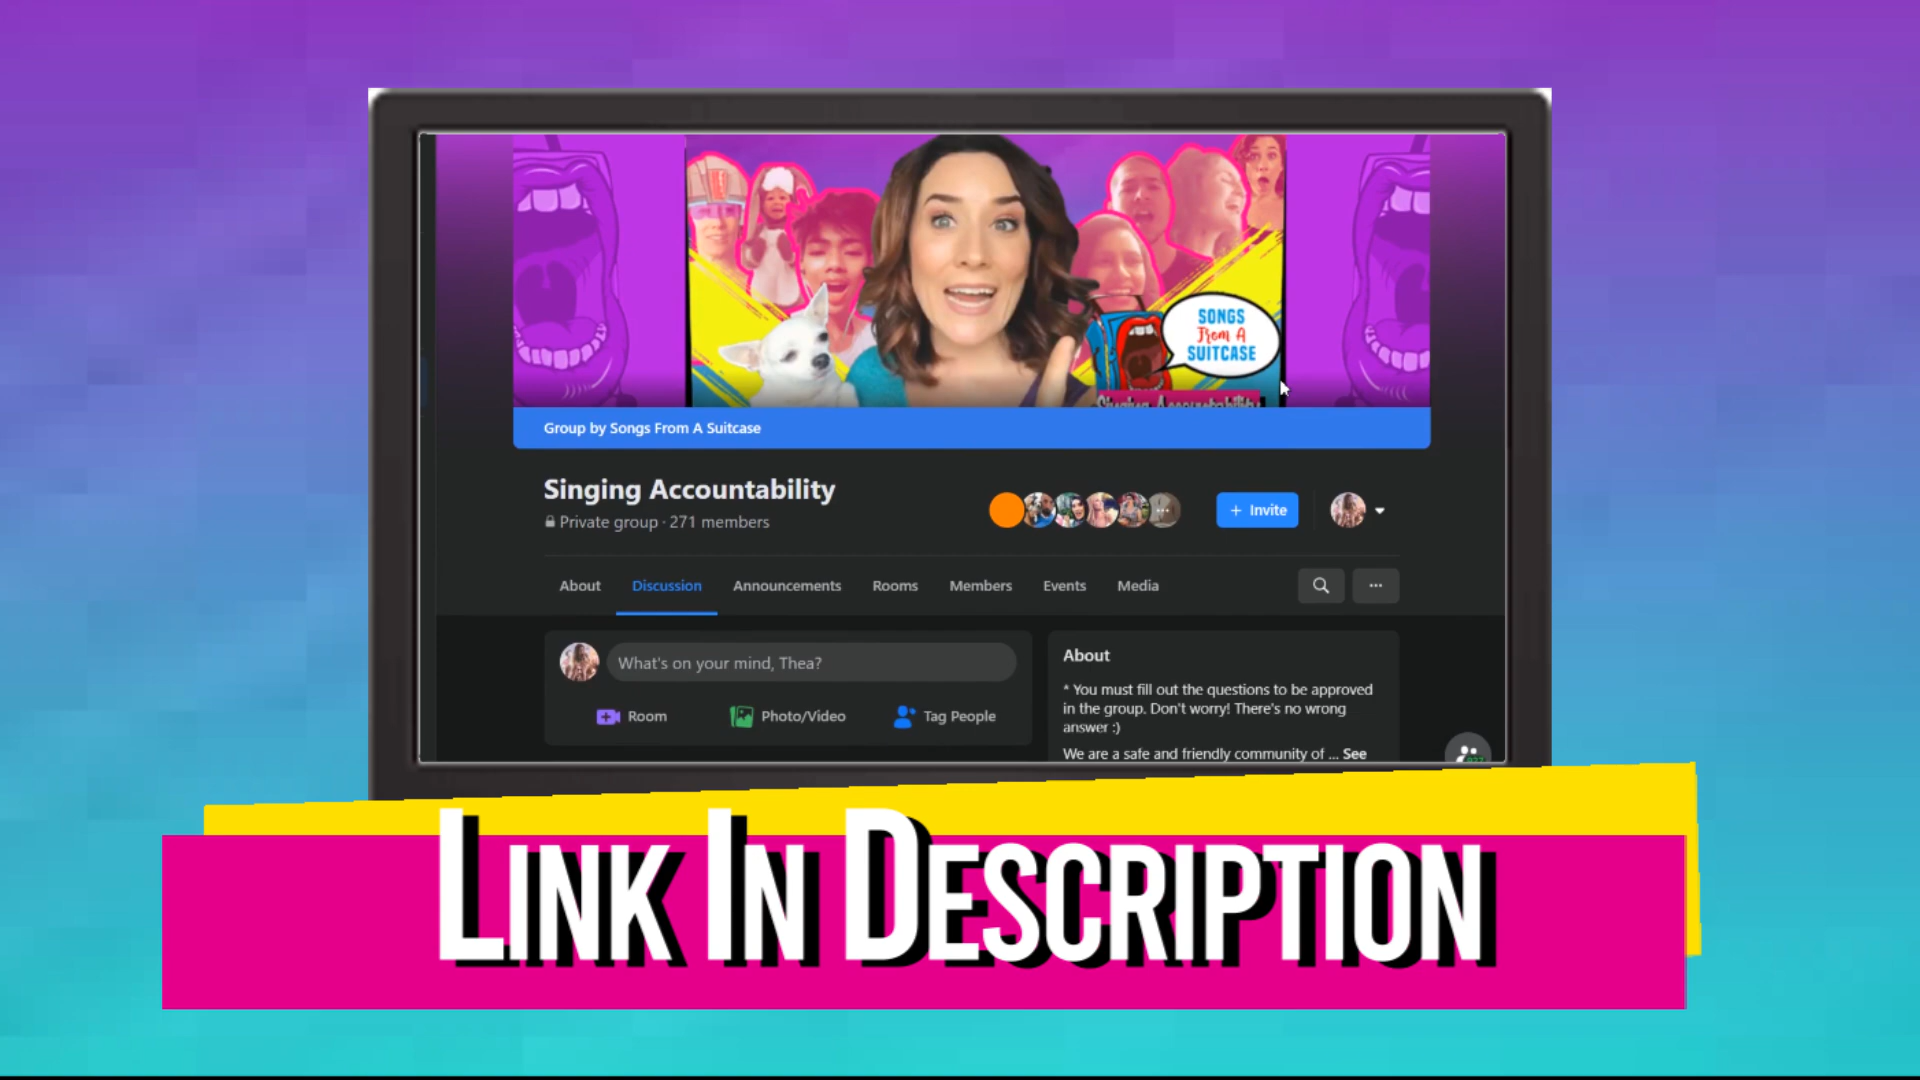 SONGS
From A
SUITCASE
Singing Accountability
Group by Songs From A Suitcase
Singing Accountability
Private group · 271 members
+ Invite
About
Discussion
Announcements
Rooms
Members
Events
Media
What's on your mind, Thea?
Room
Photo/Video
Tag People
About
* You must fill out the questions to be approved
in the group. Don't worry! There's no wrong
answer :)
We are a safe and friendly community of ... See
LINK IN DESCRIPTION